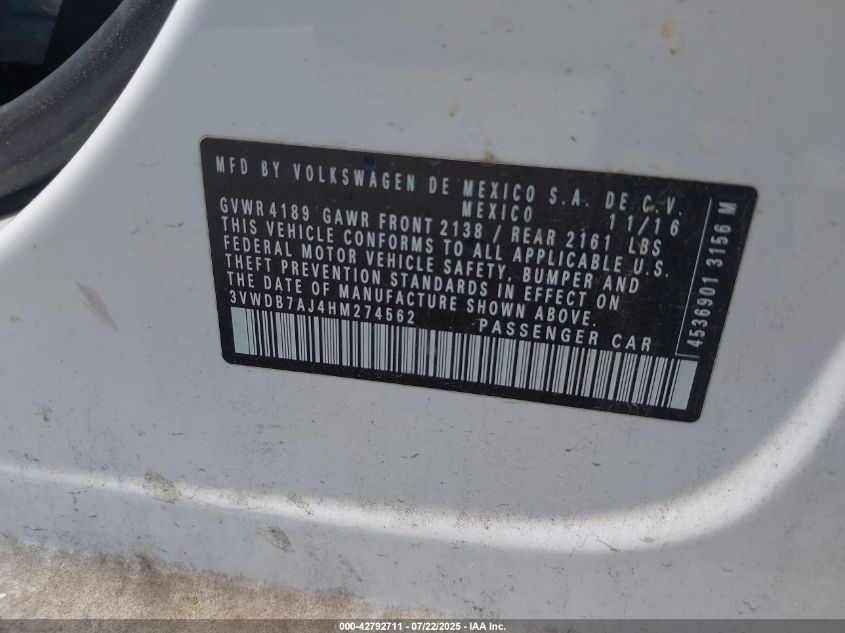 MFD BY VOLKSWAGEN DE MEXICO S.A. DE C.V.
MEXICO 11/16
GVWR 4189 GAWR FRONT 2138 / REAR 2161 LBS
THIS VEHICLE CONFORMS TO ALL APPLICABLE U.S.
FEDERAL MOTOR VEHICLE SAFETY, BUMPER AND
THEFT PREVENTION STANDARDS IN EFFECT ON
THE DATE OF MANUFACTURE SHOWN ABOVE.
3VWDB7AJ4HM274562 PASSENGER CAR
4536901 3156 M
000-42792711 - 07/22/2025 - IAA Inc.